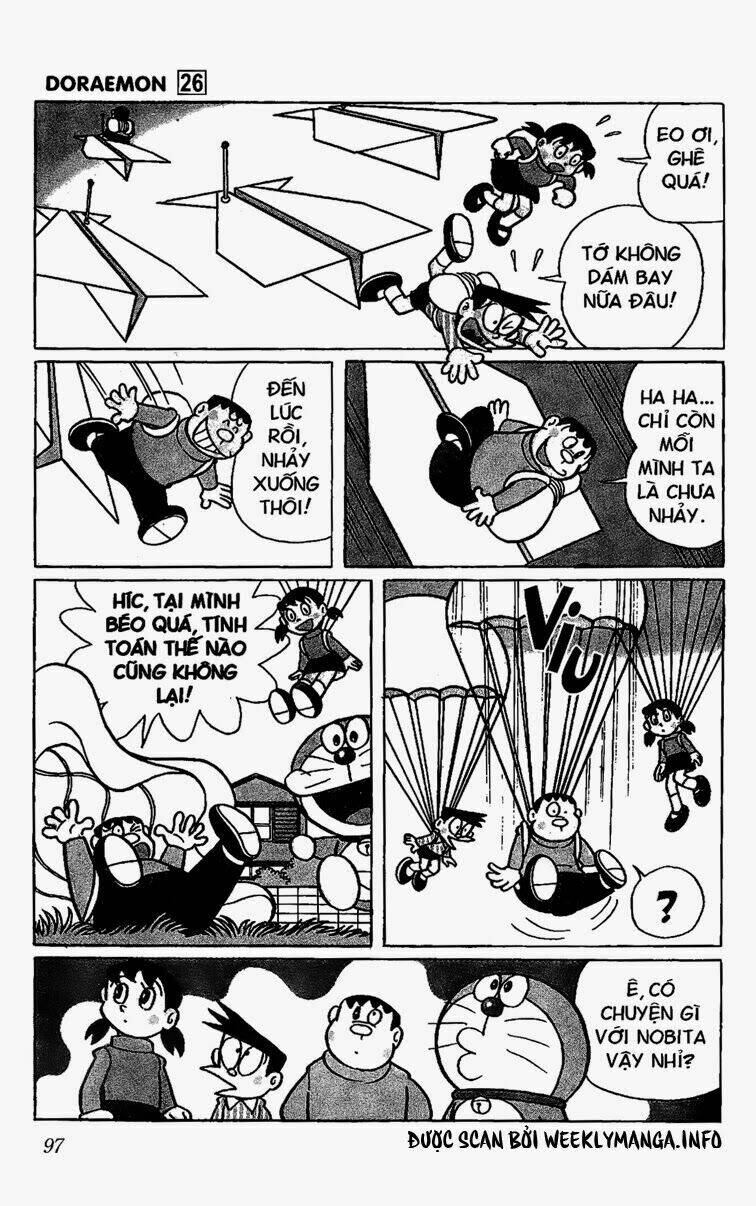 DORAEMON 26
EO ƠI,
GHÊ
QUÁ!
TỚ KHÔNG
DÁM BAY
NỮA ĐÂU!
HA HA...
CHỈ CÒN
MỖI
MÌNH TA
LÀ CHƯA
NHẢY.
ĐẾN
LÚC
RỒI,
NHẢY
XUỐNG
THÔI!
Viu
?
HÍC, TẠI MÌNH
BÉO QUÁ, TÍNH
TOÁN THẾ NÀO
CŨNG KHÔNG
LẠI!
Ê, CÓ
CHUYỆN GÌ
VỚI NOBITA
VẬY NHỈ?
97
ĐƯỢC SCAN BỞI WEEKLYMANGA.INFO